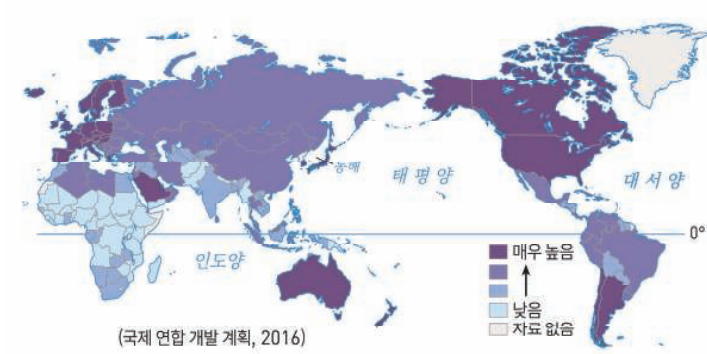 동해
태평양
대서양
0°
인도양
매우 높음
낮음
자료 없음
(국제 연합 개발 계획, 2016)